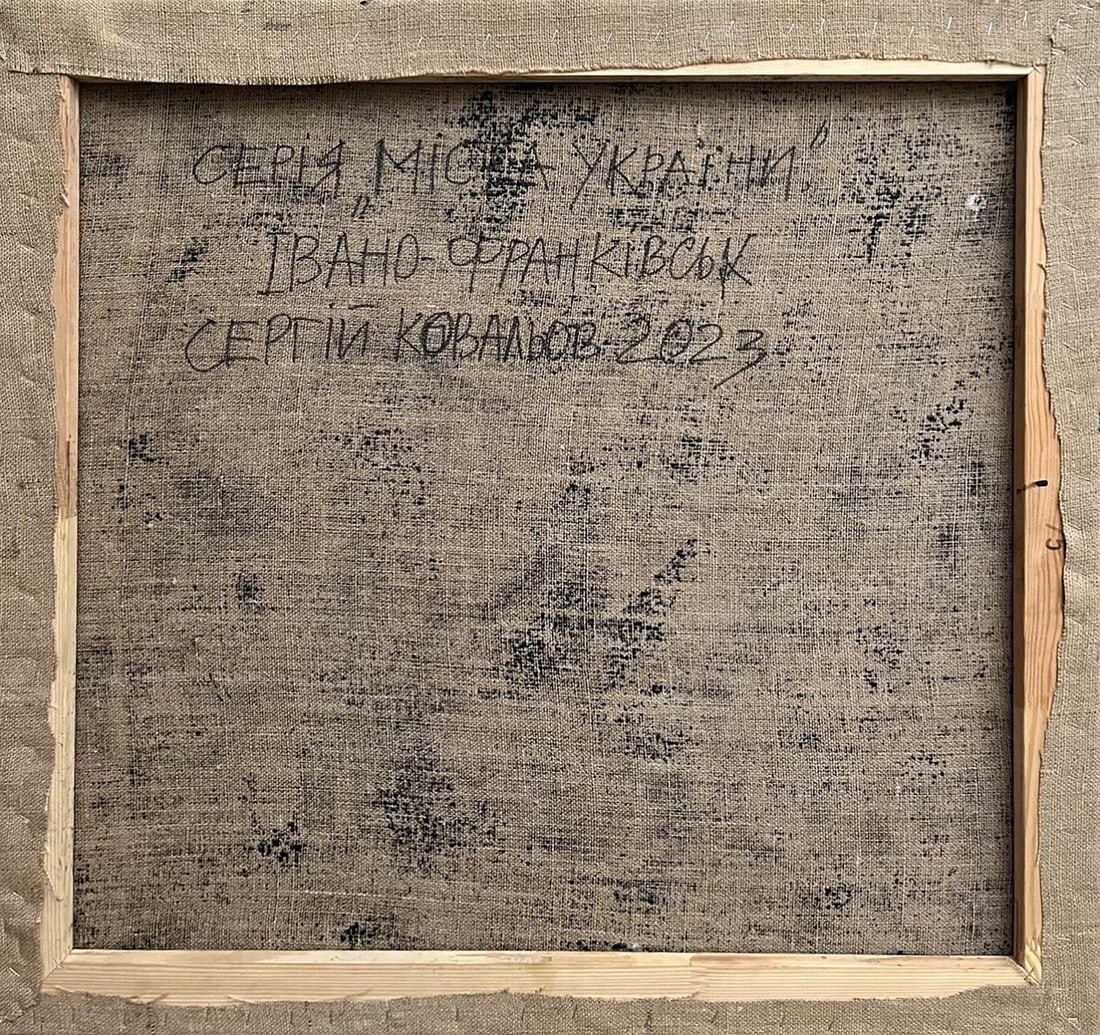 СЕРІЯ „МІСТА УКРАЇНИ."
ІВАНО-ФРАНКІВСЬК
СЕРГІЙ КОВАЛЬОВ 2023